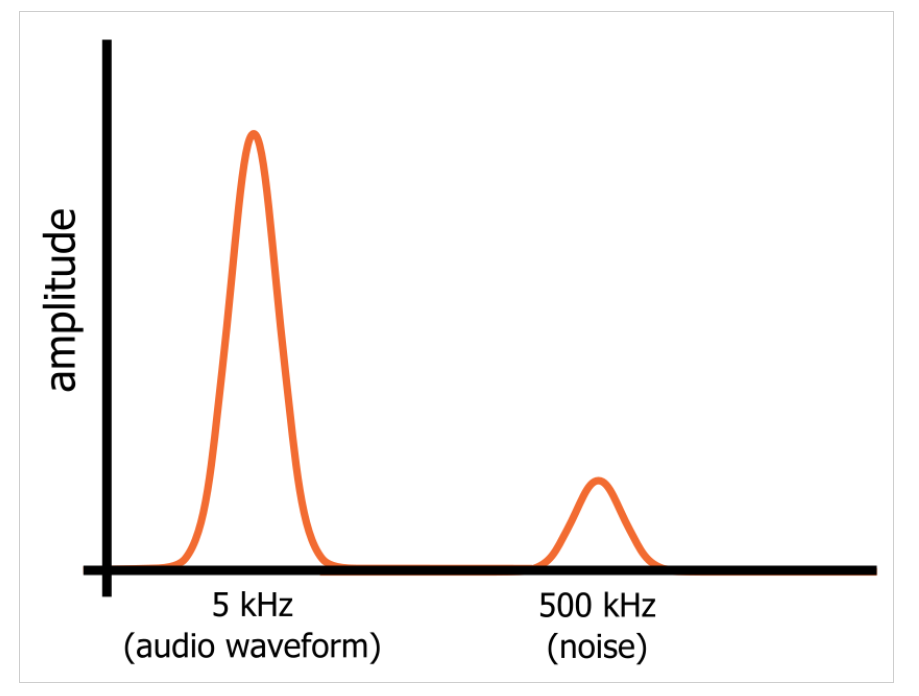 amplitude
5 kHz
(audio waveform)
500 kHz
(noise)